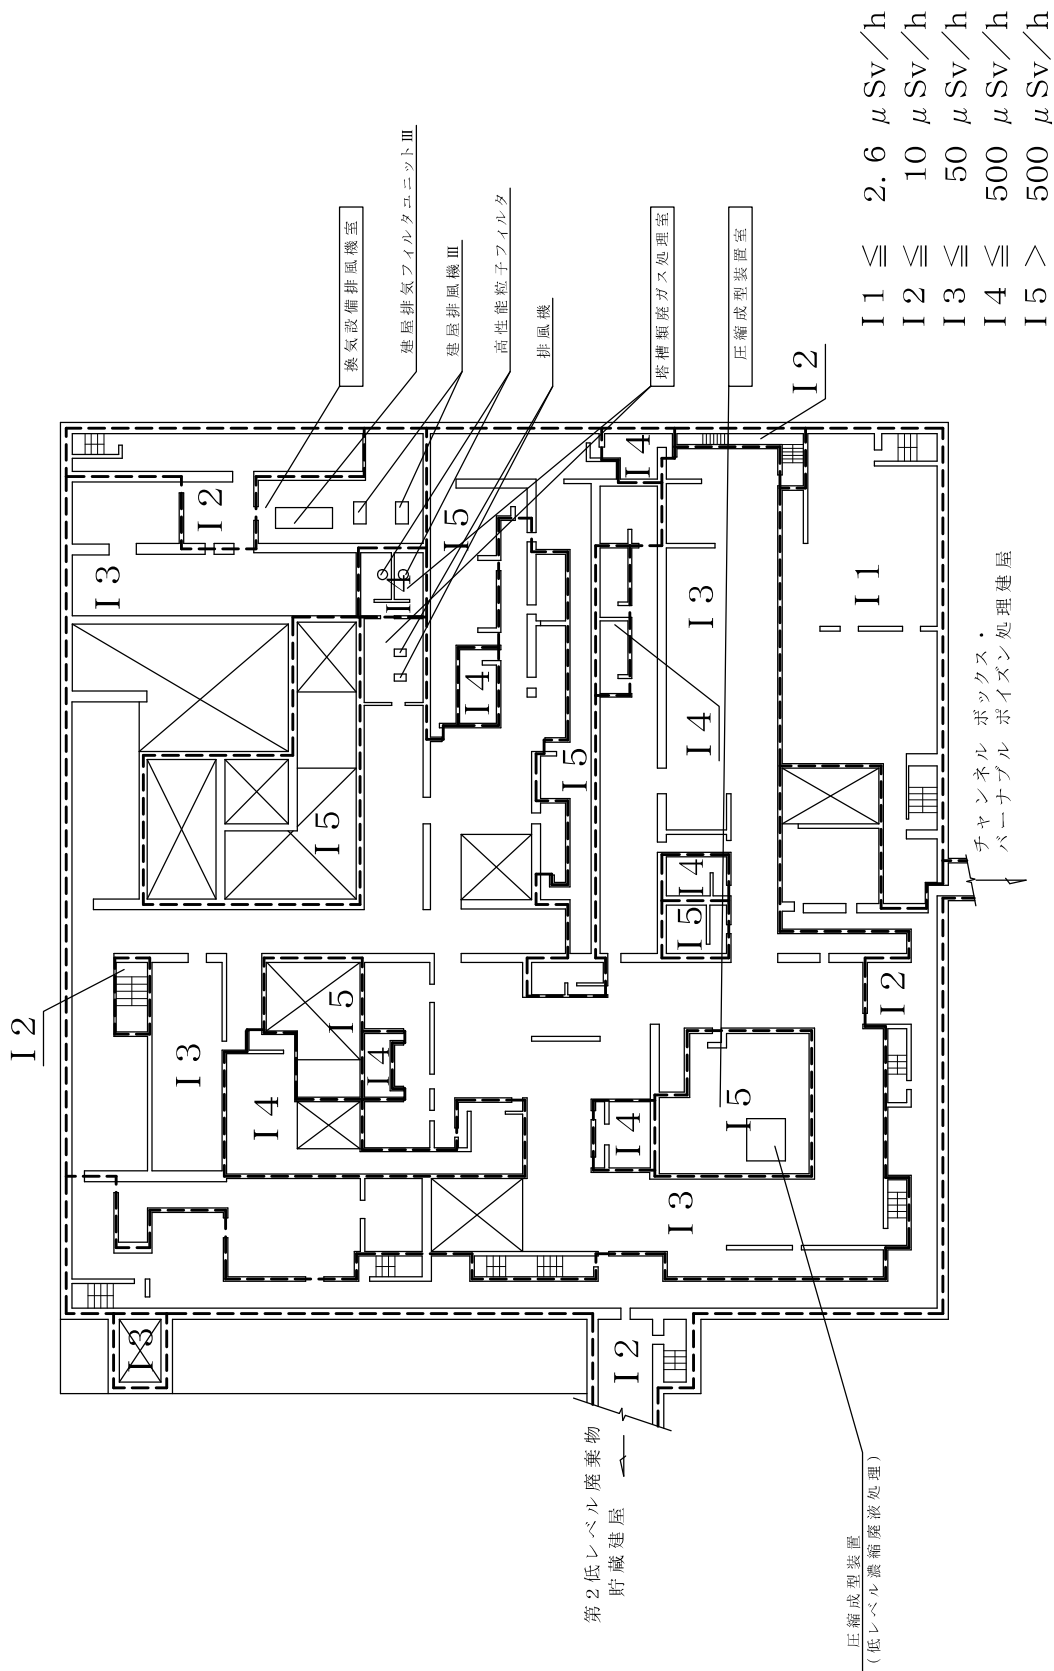 換気設備排風機室
建屋排気フィルタユニットⅢ
建屋排風機Ⅲ
高性能粒子フィルタ
排風機
塔槽類廃ガス処理室
圧縮成型装置室
I2
I3
I2
I4
I5
I4
I4
I5
I5
I4
I3
I4
I2
I1
I2
I3
I4
I5
I4
I5
I4
I2
I4
I5
I3
I3
I2
チャンネル ボックス・
バーナブル ポイズン処理建屋
第2低レベル廃棄物
貯蔵建屋
圧縮成型装置
(低レベル濃縮廃液処理)
I1 ≦ 2.6 μSv/h
I2 ≦ 10 μSv/h
I3 ≦ 50 μSv/h
I4 ≦ 500 μSv/h
I5 > 500 μSv/h